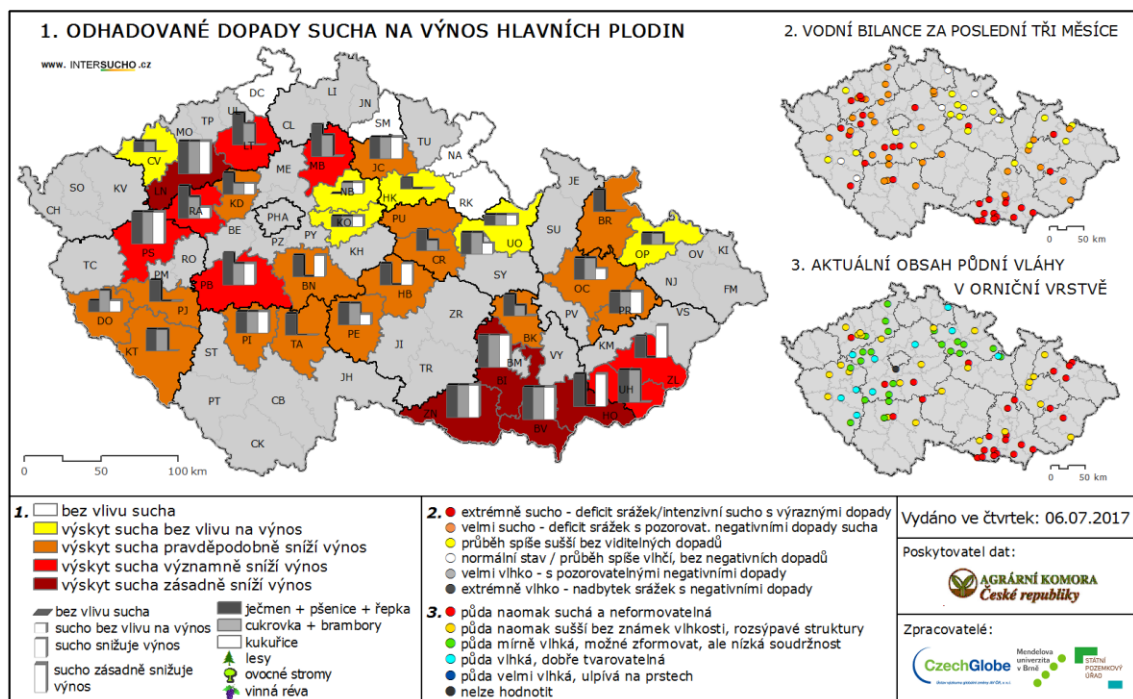 1. ODHADOVANÉ DOPADY SUCHA NA VÝNOS HLAVNÍCH PLODIN
www. INTERSUCHO .cz
DC
LI
JN
UL
TP
SM
MO
CL
TU
LT
CV
MB
JC
NA
LN
ME
SO
KV
NB
HK
RA
KD
RK
JE
CH
PHA
KO
PU
BE
PY
UO
SU
BR
PS
PZ
KH
CR
OP
OV
KI
TC
RO
SY
PM
PB
BN
HB
OC
NJ
FM
DO
PJ
ZR
PR
PV
VS
KT
PI
TA
PE
BK
ST
JI
KM
BM
VY
TR
BI
UH
ZL
PT
CB
JH
ZN
BV
HO
CK
0 50 100 km
2. VODNÍ BILANCE ZA POSLEDNÍ TŘI MĚSÍCE
0 50 km
3. AKTUÁLNÍ OBSAH PŮDNÍ VLÁHY
V ORNIČNÍ VRSTVĚ
0 50 km
1.
bez vlivu sucha
výskyt sucha bez vlivu na výnos
výskyt sucha pravděpodobně sníží výnos
výskyt sucha významně sníží výnos
výskyt sucha zásadně sníží výnos
bez vlivu sucha
sucho bez vlivu na výnos
sucho snižuje výnos
sucho zásadně snižuje
výnos
ječmen + pšenice + řepka
cukrovka + brambory
kukuřice
lesy
ovocné stromy
vinná réva
2.
extrémně sucho - deficit srážek/intenzivní sucho s výraznými dopady
velmi sucho - deficit srážek s pozorovat. negativními dopady sucha
průběh spíše sušší bez viditelných dopadů
normální stav / průběh spíše vlhčí, bez negativních dopadů
velmi vlhko - s pozorovatelnými negativními dopady
extrémně vlhko - nadbytek srážek s negativními dopady
3.
půda naomak suchá a neformovatelná
půda naomak sušší bez známek vlhkosti, rozsýpavé struktury
půda mírně vlhká, možné zformovat, ale nízká soudržnost
půda vlhká, dobře tvarovatelná
půda velmi vlhká, ulpívá na prstech
nelze hodnotit
Vydáno ve čtvrtek: 06.07.2017
Poskytovatel dat:
AGRÁRNÍ KOMORA
České republiky
Zpracovatelé:
CzechGlobe
Mendelova
univerzita
v Brně
STÁTNÍ
POZEMKOVÝ
ÚŘAD